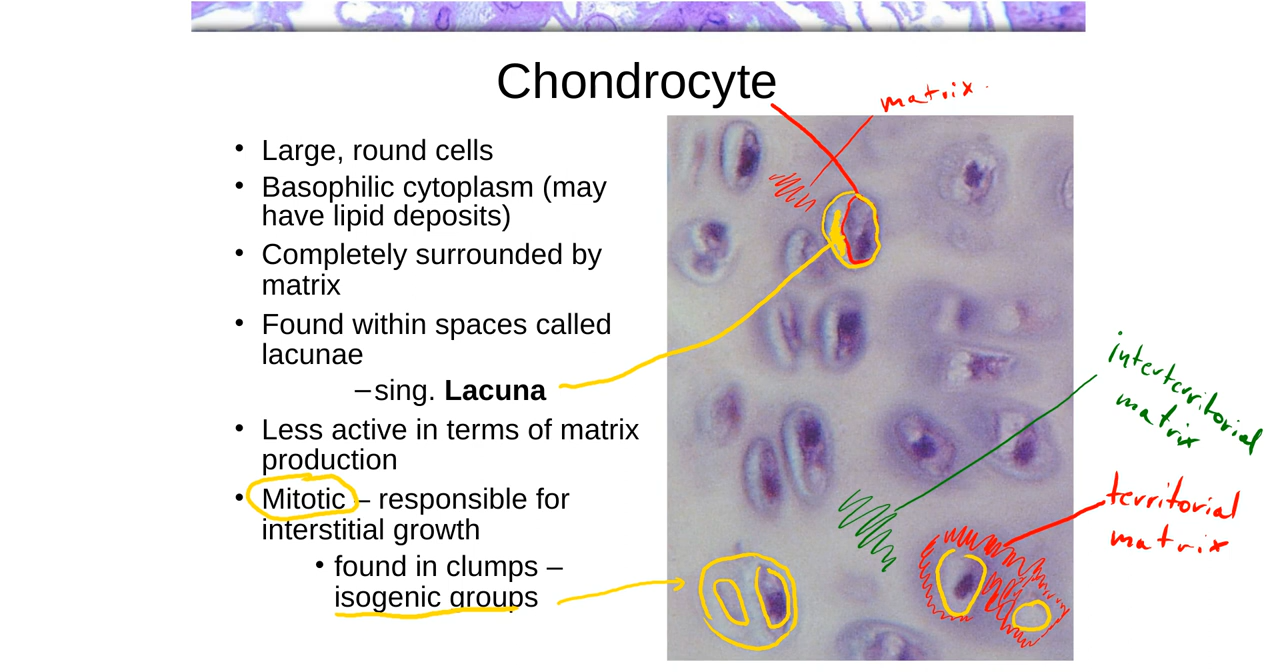 Chondrocyte
matrix.
• Large, round cells
• Basophilic cytoplasm (may
have lipid deposits)
• Completely surrounded by
matrix
• Found within spaces called
lacunae
–sing. Lacuna
• Less active in terms of matrix
production
• Mitotic – responsible for
interstitial growth
• found in clumps –
isogenic groups
interterritorial
matrix
territorial
matrix